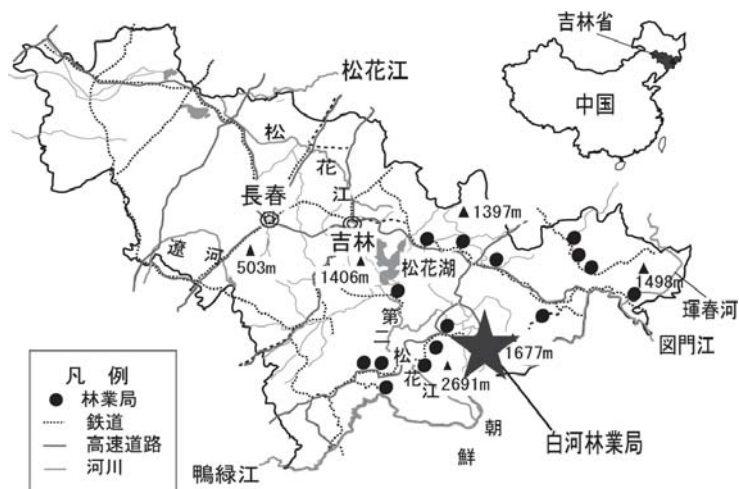 松花江
吉林省
中国
松
花
江
長春
吉林
遼河
503m
1406m
松花湖
1397m
1498m
琿春河
図門江
第
二
松
花
江
1677m
2691m
白河林業局
朝
鮮
鴨緑江
凡 例
林業局
鉄道
高速道路
河川